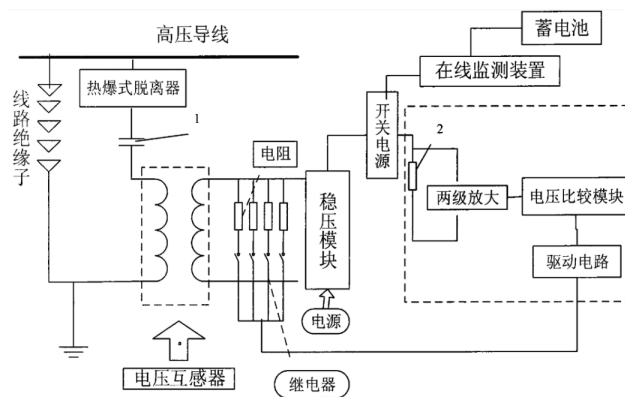 高压导线
蓄电池
热爆式脱离器
在线监测装置
1
线路绝缘子
开关电源
2
电阻
稳压模块
两级放大
电压比较模块
驱动电路
电源
电压互感器
继电器